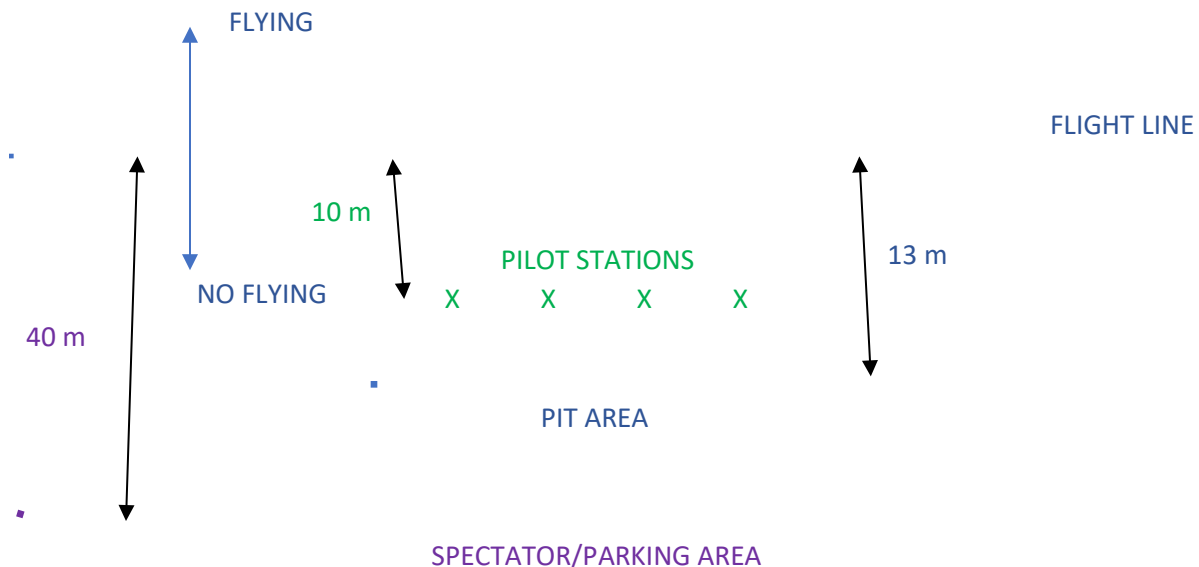 FLYING
FLIGHT LINE
10 m
PILOT STATIONS
13 m
NO FLYING
X X X X
40 m
PIT AREA
SPECTATOR/PARKING AREA